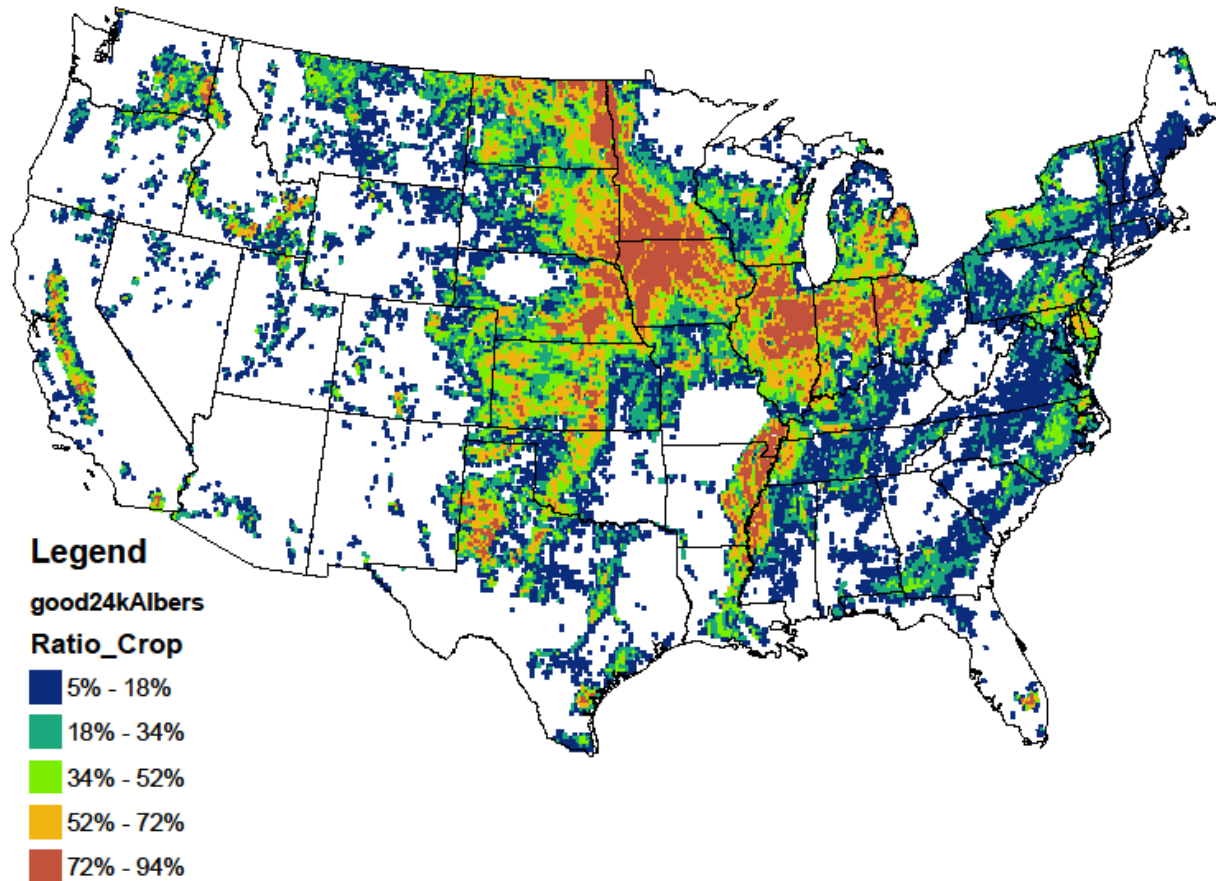 Legend
good24kAlbers
Ratio_Crop
5% - 18%
18% - 34%
34% - 52%
52% - 72%
72% - 94%